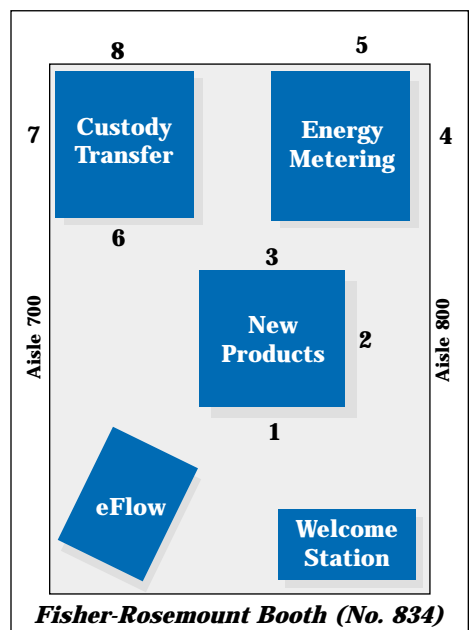 8
5
7
Custody
Transfer
Energy
Metering
4
6
3
Aisle 700
New
Products
2
Aisle 800
1
eFlow
Welcome
Station
Fisher-Rosemount Booth (No. 834)